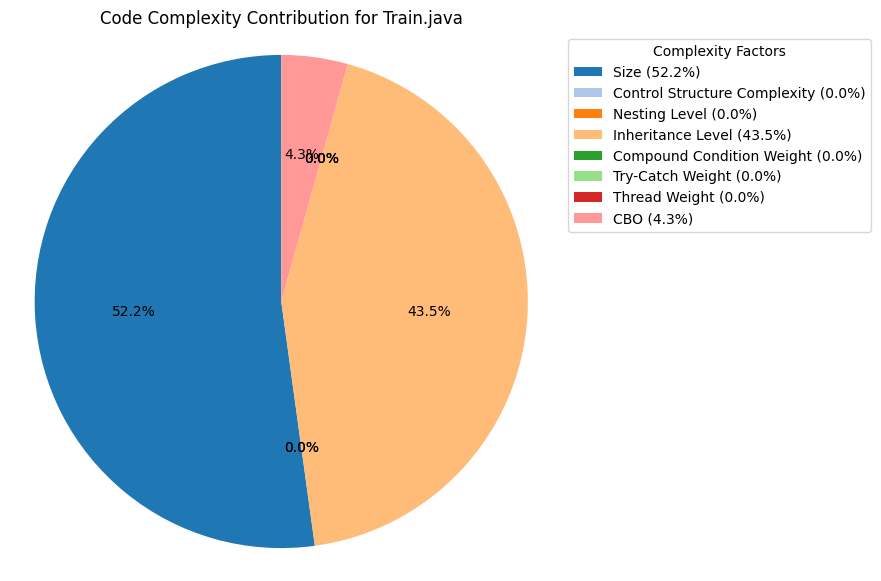 Code Complexity Contribution for Train.java
Complexity Factors
Size (52.2%)
Control Structure Complexity (0.0%)
Nesting Level (0.0%)
Inheritance Level (43.5%)
Compound Condition Weight (0.0%)
Try-Catch Weight (0.0%)
Thread Weight (0.0%)
CBO (4.3%)
4.3%
0.0%
52.2%
43.5%
0.0%